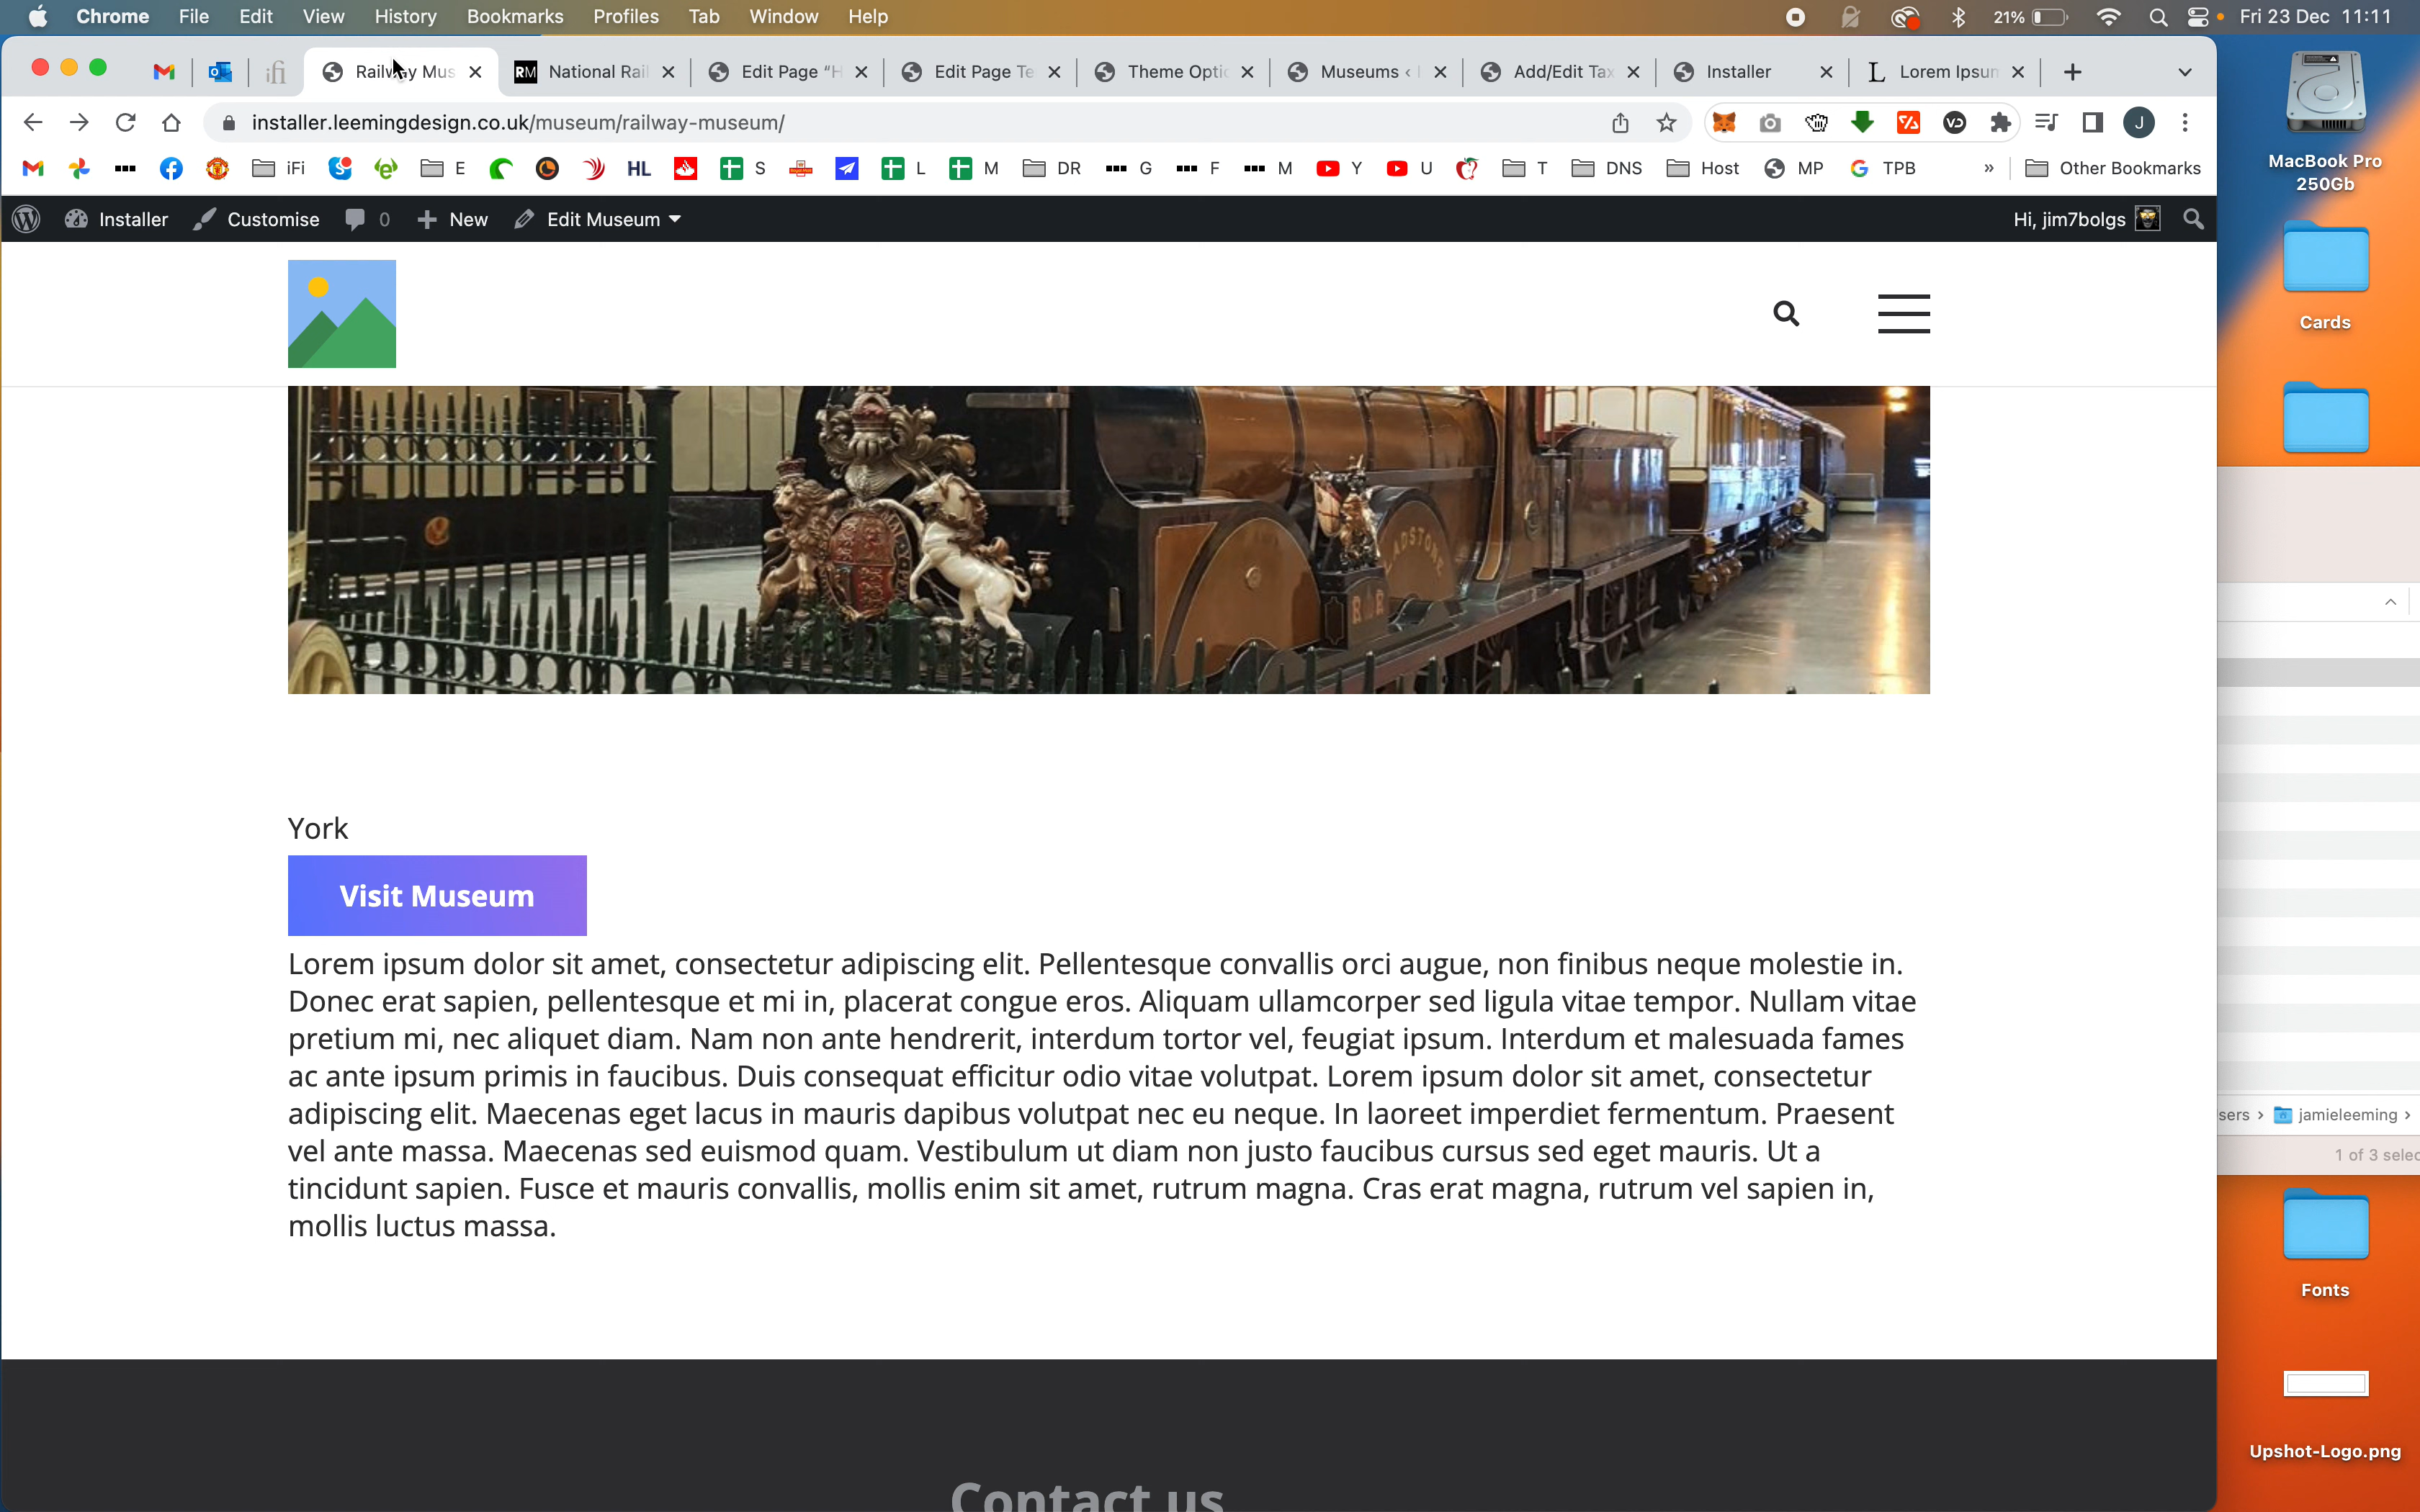 Chrome File Edit View History Bookmarks Profiles Tab Window Help 21% Fri 23 Dec 11:11
ifi Railway Mus National Rail Edit Page “H Edit Page Te Theme Optic Museums ‹ Add/Edit Tax Installer L Lorem Ipsun
RM
installer.leemingdesign.co.uk/museum/railway-museum/ J
iFi E HL S L M DR G F M Y U T DNS Host MP TPB » Other Bookmarks
Installer Customise 0 New Edit Museum Hi, jim7bolgs
MacBook Pro
250Gb
Cards
GLADSTONE
York
Visit Museum
Lorem ipsum dolor sit amet, consectetur adipiscing elit. Pellentesque convallis orci augue, non finibus neque molestie in.
Donec erat sapien, pellentesque et mi in, placerat congue eros. Aliquam ullamcorper sed ligula vitae tempor. Nullam vitae
pretium mi, nec aliquet diam. Nam non ante hendrerit, interdum tortor vel, feugiat ipsum. Interdum et malesuada fames
ac ante ipsum primis in faucibus. Duis consequat efficitur odio vitae volutpat. Lorem ipsum dolor sit amet, consectetur
adipiscing elit. Maecenas eget lacus in mauris dapibus volutpat nec eu neque. In laoreet imperdiet fermentum. Praesent
vel ante massa. Maecenas sed euismod quam. Vestibulum ut diam non justo faucibus cursus sed eget mauris. Ut a
tincidunt sapien. Fusce et mauris convallis, mollis enim sit amet, rutrum magna. Cras erat magna, rutrum vel sapien in,
mollis luctus massa.
sers › jamieleeming ›
1 of 3 selec
Fonts
Upshot-Logo.png
Contact us